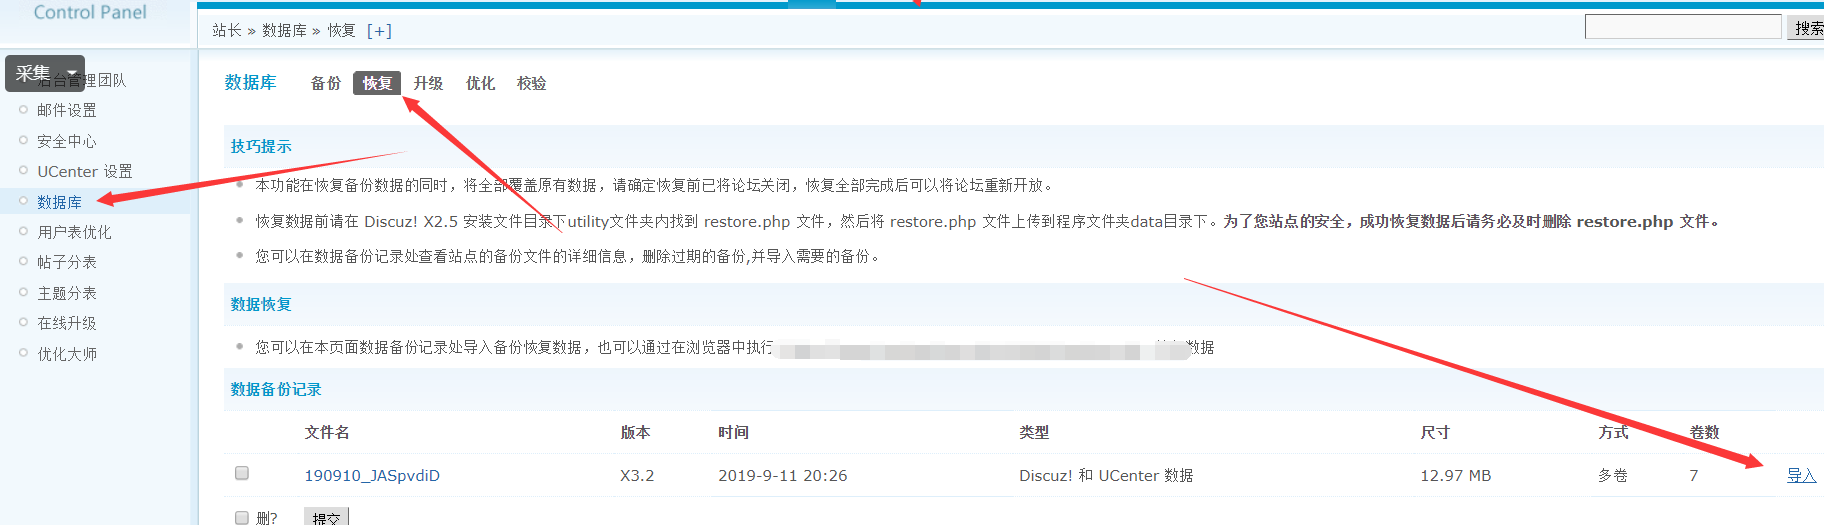 Control Panel
站长 » 数据库 » 恢复 [+]
搜索
采集
后台管理团队
邮件设置
安全中心
UCenter 设置
数据库
用户表优化
帖子分表
主题分表
在线升级
优化大师
数据库 备份 恢复 升级 优化 校验
技巧提示
本功能在恢复备份数据的同时，将全部覆盖原有数据，请确定恢复前已将论坛关闭，恢复全部完成后可以将论坛重新开放。
恢复数据前请在 Discuz! X2.5 安装文件目录下utility文件夹内找到 restore.php 文件，然后将 restore.php 文件上传到程序文件夹data目录下。为了您站点的安全，成功恢复数据后请务必及时删除 restore.php 文件。
您可以在数据备份记录处查看站点的备份文件的详细信息，删除过期的备份,并导入需要的备份。
数据恢复
您可以在本页面数据备份记录处导入备份恢复数据，也可以通过在浏览器中执行 数据
数据备份记录
文件名 版本 时间 类型 尺寸 方式 卷数
190910_JASpvdiD X3.2 2019-9-11 20:26 Discuz! 和 UCenter 数据 12.97 MB 多卷 7 导入
删? 提交